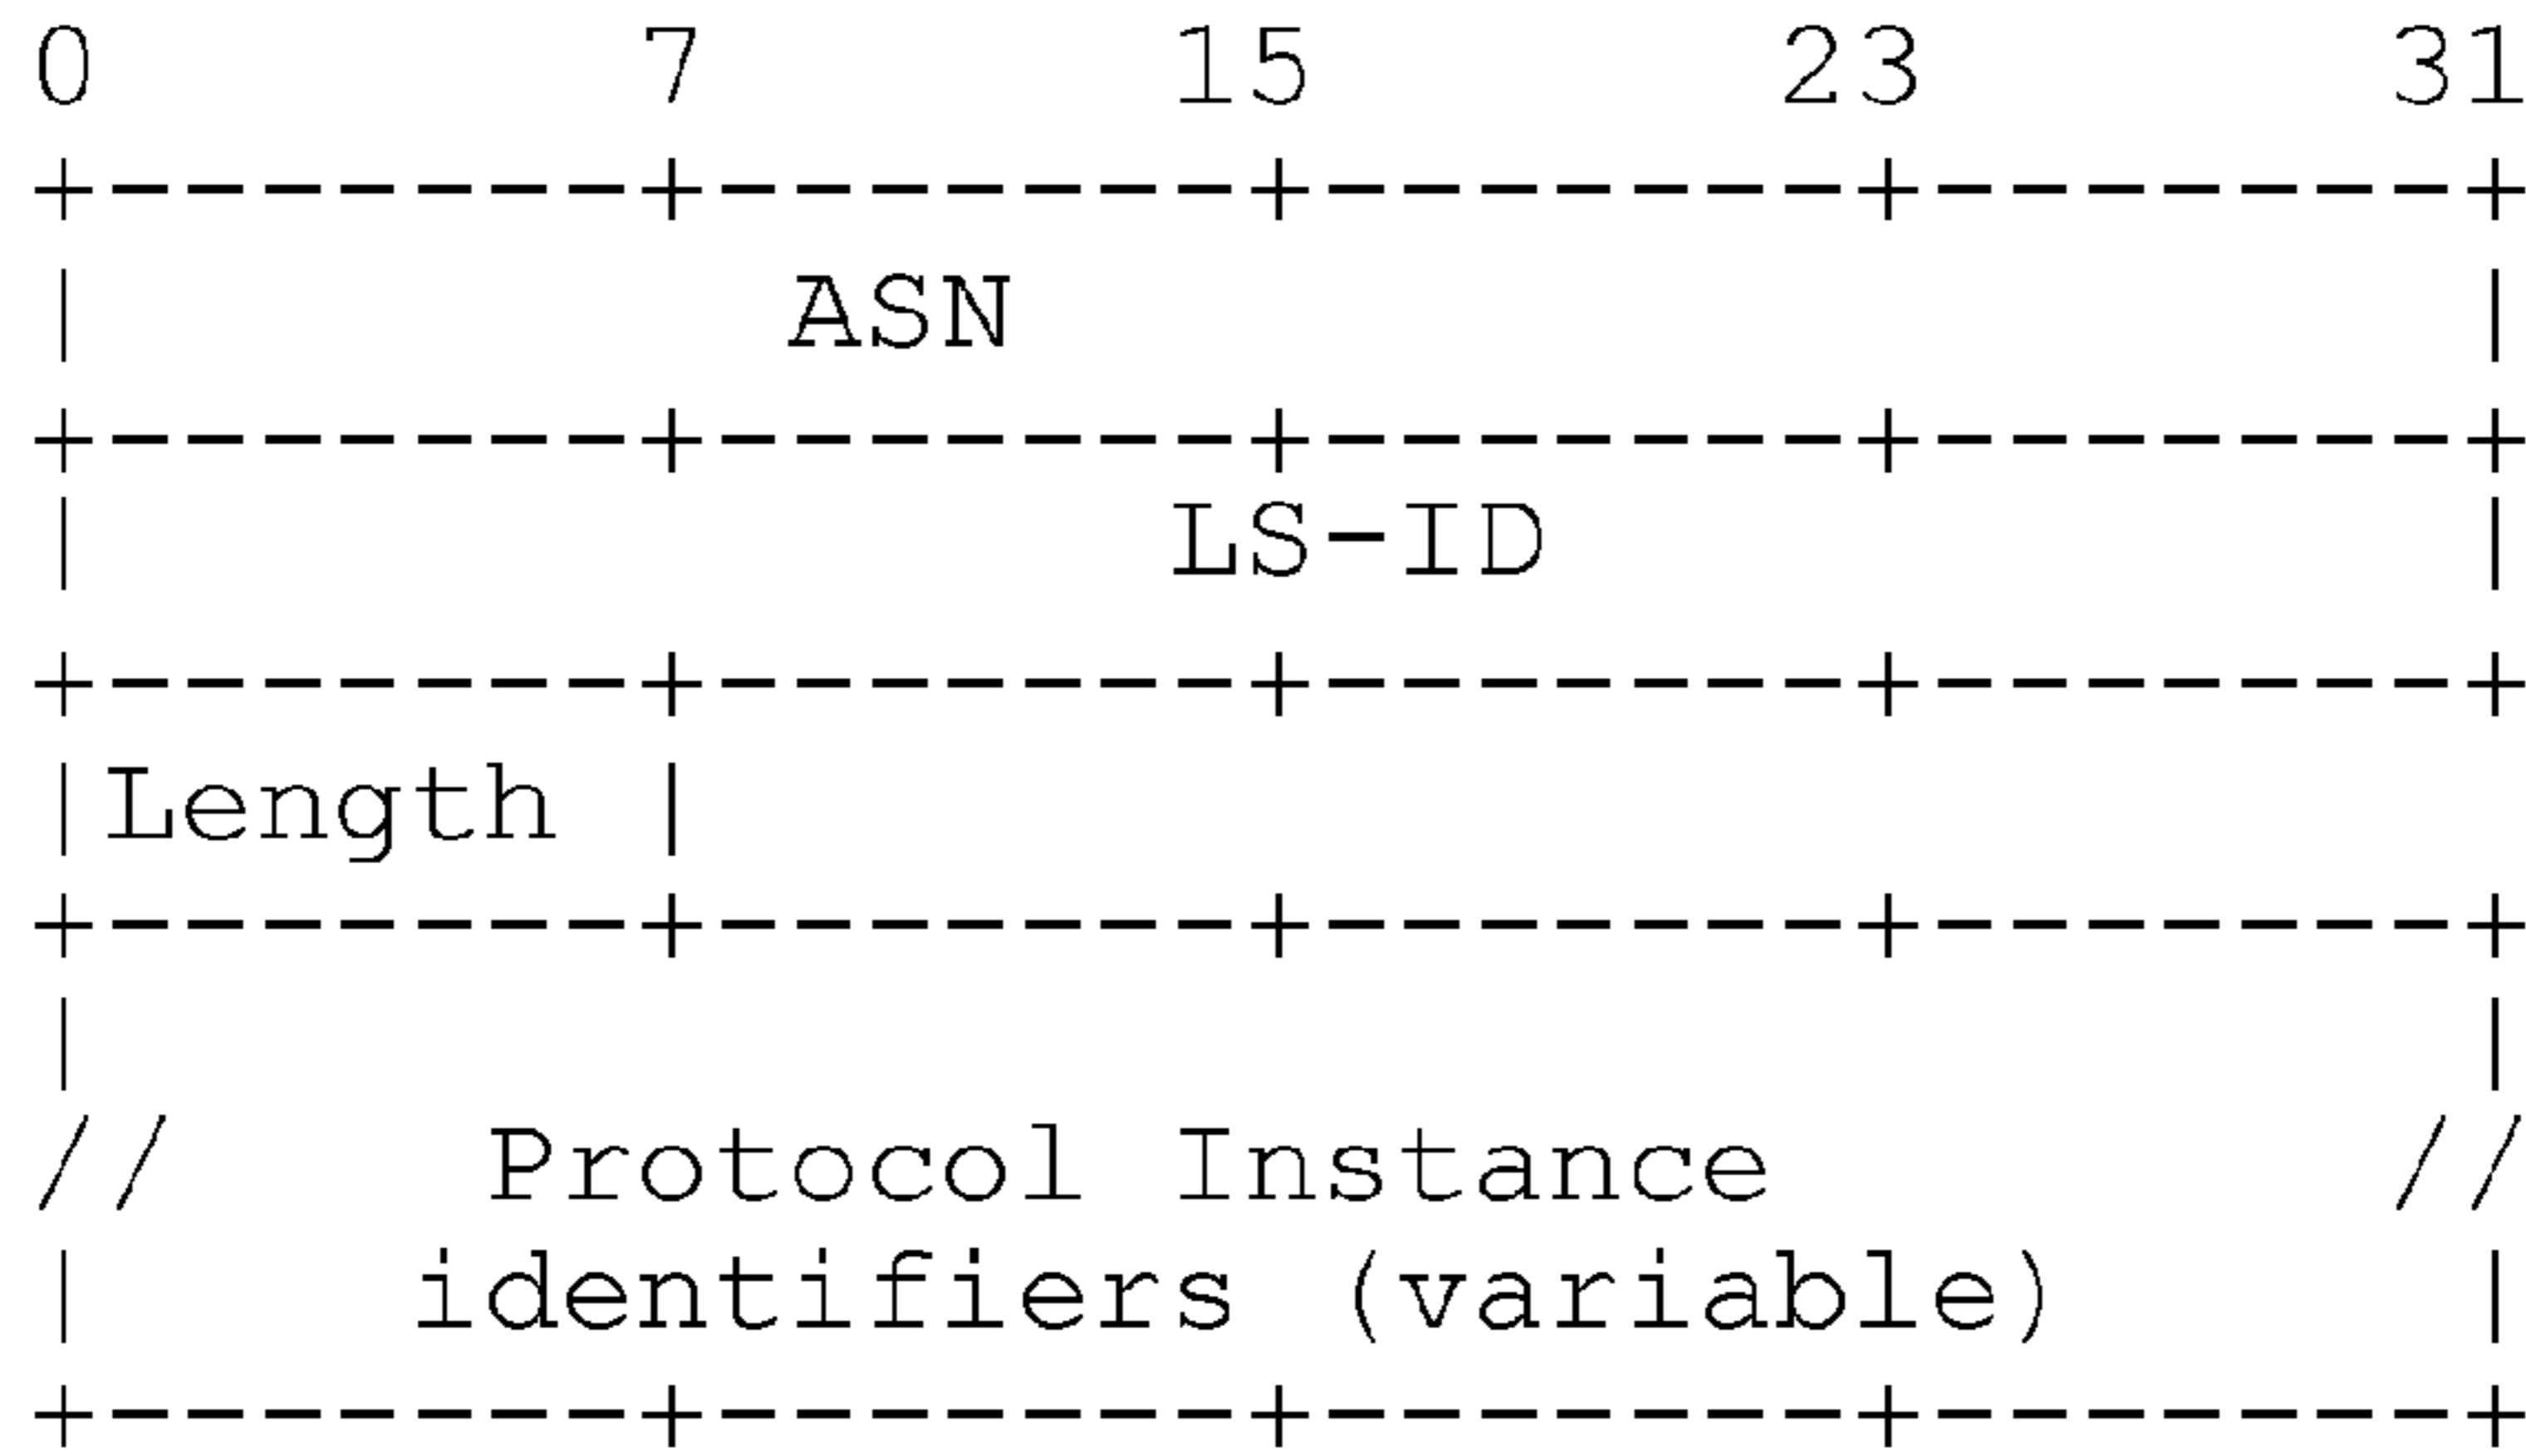 0       7      15      23      31
+-------+-------+-------+-------+
|         ASN                   |
+-------+-------+-------+-------+
|              LS-ID            |
+-------+-------+-------+-------+
|Length |
+-------+-------+-------+-------+
|                               |
//    Protocol Instance        //
|    identifiers (variable)     |
+-------+-------+-------+-------+